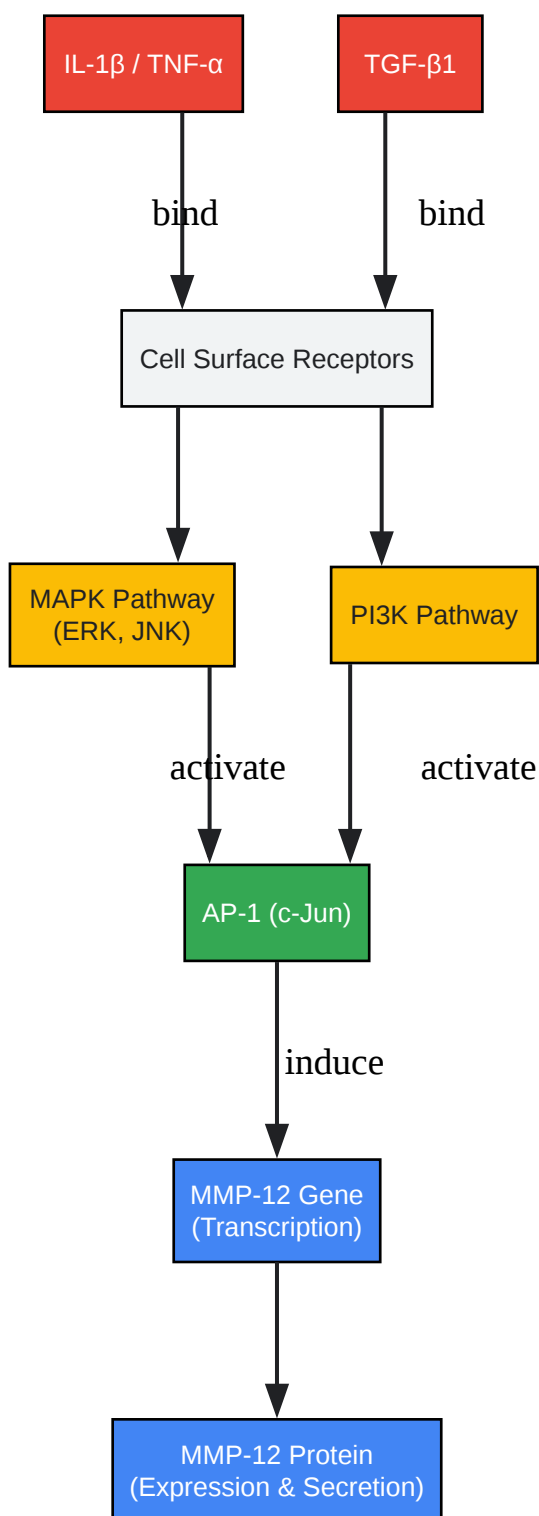 IL-1β / TNF-α
TGF-β1
bind
bind
Cell Surface Receptors
MAPK Pathway
(ERK, JNK)
PI3K Pathway
activate
activate
AP-1 (c-Jun)
induce
MMP-12 Gene
(Transcription)
MMP-12 Protein
(Expression & Secretion)